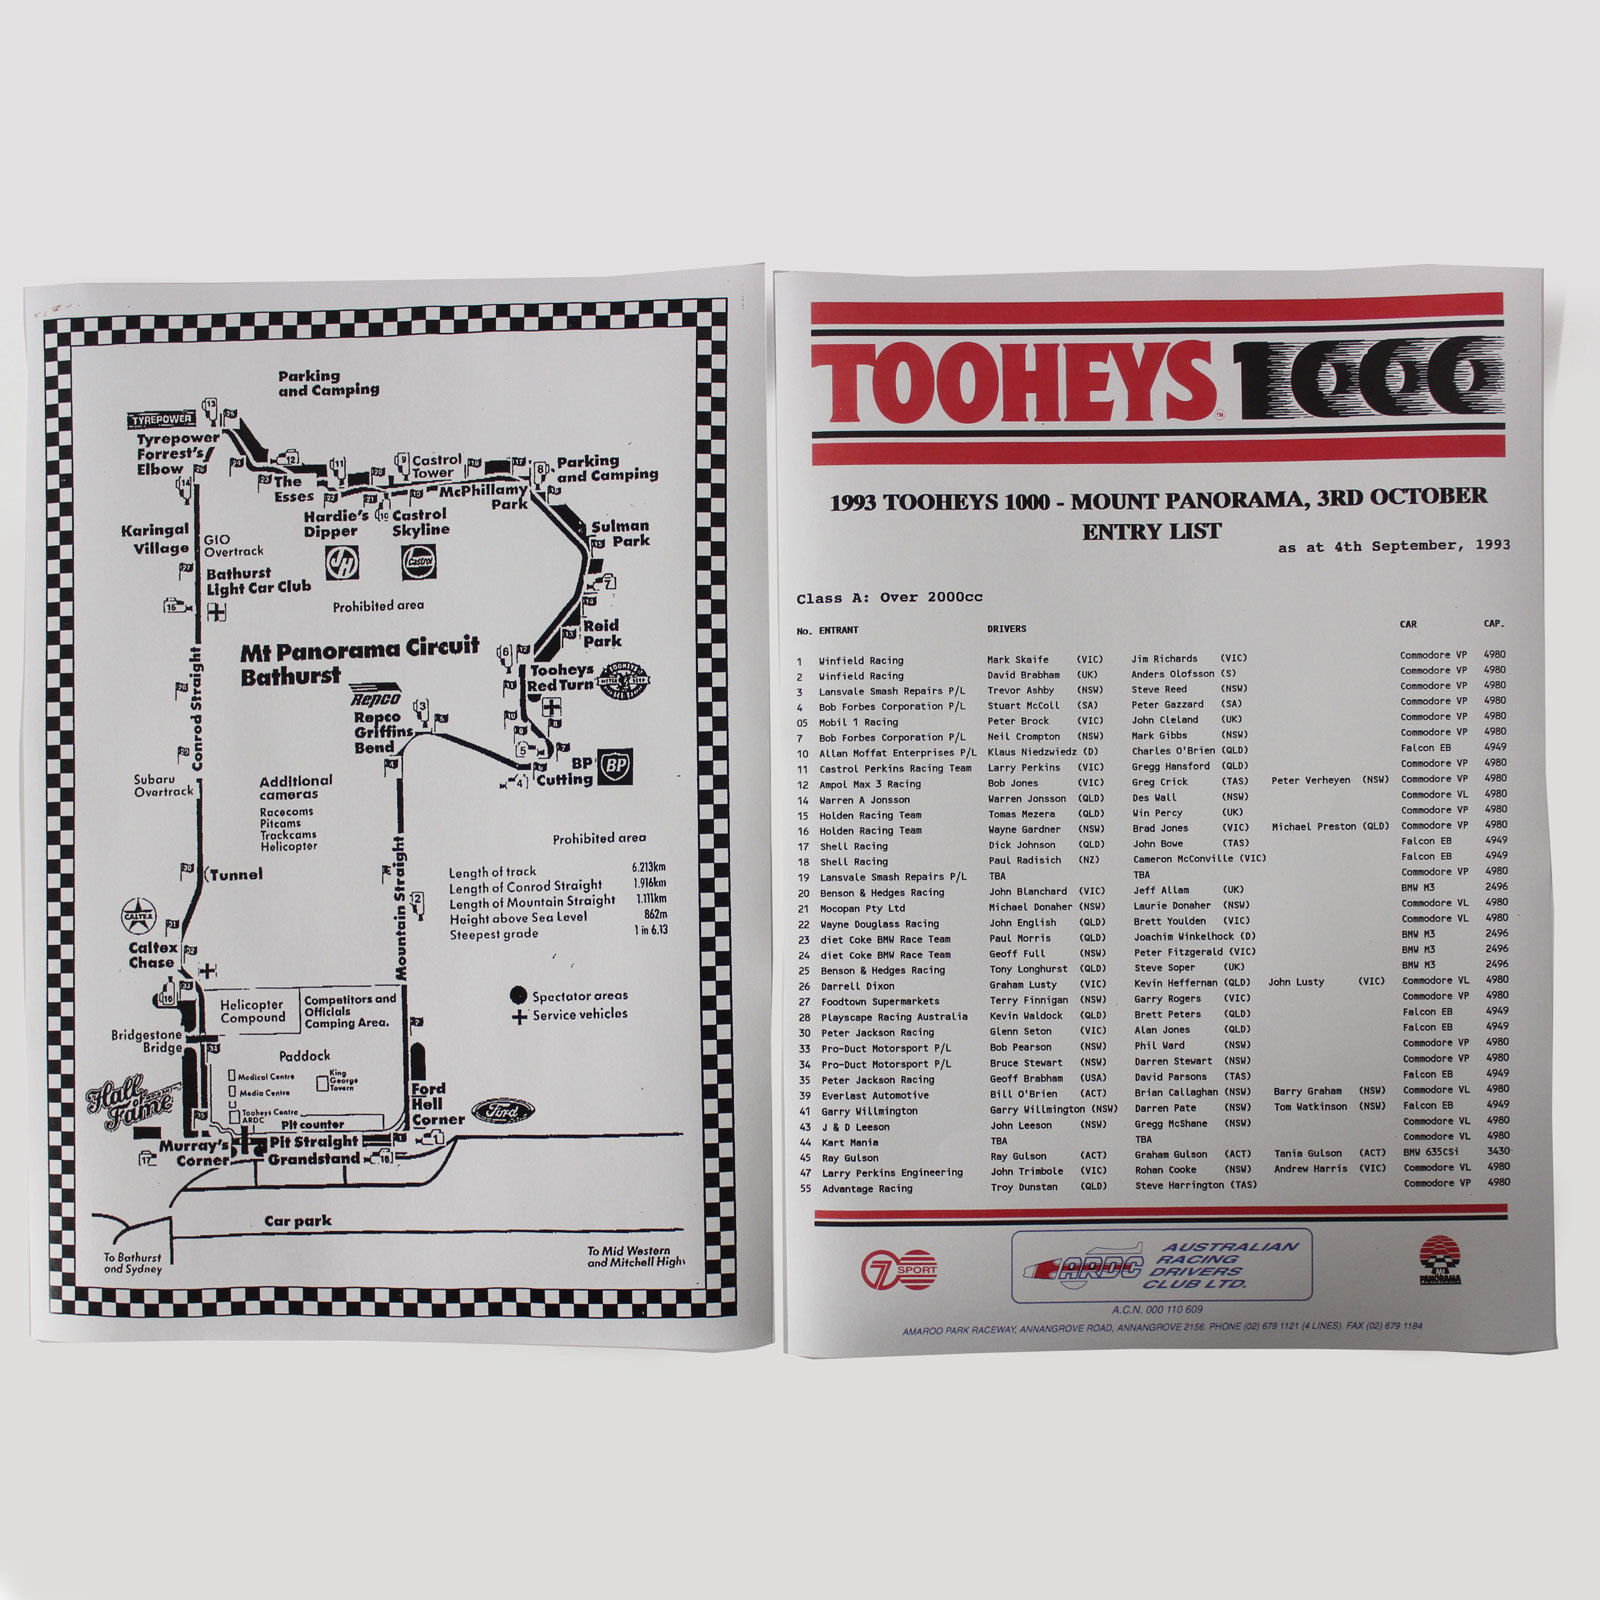 Parking
and Camping
TYREPOWER
Tyrepower
Forrest's
Elbow
The
Esses
Castrol
Tower
McPhillamy
Park
Parking
and Camping
Hardie's
Dipper
Castrol
Skyline
JH
Castrol
Sulman
Park
Karingal
Village
GIO
Overtrack
Bathurst
Light Car Club
Prohibited area
Reid
Park
Mt Panorama Circuit
Bathurst
Tooheys
Red Turn
REPCO
Repco
Griffins
Bend
BP
Cutting
BP
Conrod Straight
Subaru
Overtrack
Additional
cameras
Racecoms
Pitcams
Trackcams
Helicopter
Prohibited area
Length of track 6.213km
Length of Conrod Straight 1.916km
Length of Mountain Straight 1.111km
Height above Sea Level 862m
Steepest grade 1 in 6.13
Mountain Straight
Tunnel
CALTEX
Caltex
Chase
Helicopter
Compound
Competitors and
Officials
Camping Area.
Spectator areas
Service vehicles
Bridgestone
Bridge
Paddock
Medical Centre
King
George
Tavern
Media Centre
Tooheys Centre
ARDC
Pit counter
Hall
of
Fame
Ford
Hell
Corner
Ford
Murray's
Corner
Pit Straight
Grandstand
Car park
To Bathurst
and Sydney
To Mid Western
and Mitchell High
TOOHEYS 1000
1993 TOOHEYS 1000 - MOUNT PANORAMA, 3RD OCTOBER
ENTRY LIST
as at 4th September, 1993
Class A: Over 2000cc
No. ENTRANT DRIVERS CAR CAP.
1 Winfield Racing Mark Skaife (VIC) Jim Richards (VIC) Commodore VP 4980
2 Winfield Racing David Brabham (UK) Anders Olofsson (S) Commodore VP 4980
3 Lansvale Smash Repairs P/L Trevor Ashby (NSW) Steve Reed (NSW) Commodore VP 4980
4 Bob Forbes Corporation P/L Stuart McColl (SA) Peter Gazzard (SA) Commodore VP 4980
05 Mobil 1 Racing Peter Brock (VIC) John Cleland (UK) Commodore VP 4980
7 Bob Forbes Corporation P/L Neil Crompton (NSW) Mark Gibbs (NSW) Commodore VP 4980
10 Allan Moffat Enterprises P/L Klaus Niedzwiedz (D) Charles O'Brien (QLD) Falcon EB 4949
11 Castrol Perkins Racing Team Larry Perkins (VIC) Gregg Hansford (QLD) Commodore VP 4980
12 Ampol Max 3 Racing Bob Jones (VIC) Greg Crick (TAS) Peter Verheyen (NSW) Commodore VP 4980
14 Warren A Jonsson Warren Jonsson (QLD) Des Wall (NSW) Commodore VL 4980
15 Holden Racing Team Tomas Mezera (QLD) Win Percy (UK) Commodore VP 4980
16 Holden Racing Team Wayne Gardner (NSW) Brad Jones (VIC) Michael Preston (QLD) Commodore VP 4980
17 Shell Racing Dick Johnson (QLD) John Bowe (TAS) Falcon EB 4949
18 Shell Racing Paul Radisich (NZ) Cameron McConville (VIC) Falcon EB 4949
19 Lansvale Smash Repairs P/L TBA TBA Commodore VP 4980
20 Benson & Hedges Racing John Blanchard (VIC) Jeff Allam (UK) BMW M3 2496
21 Mocopan Pty Ltd Michael Donaher (NSW) Laurie Donaher (NSW) Commodore VL 4980
22 Wayne Douglass Racing John English (QLD) Brett Youlden (VIC) Commodore VL 4980
23 diet Coke BMW Race Team Paul Morris (QLD) Joachim Winkelhock (D) BMW M3 2496
24 diet Coke BMW Race Team Geoff Full (NSW) Peter Fitzgerald (VIC) BMW M3 2496
25 Benson & Hedges Racing Tony Longhurst (QLD) Steve Soper (UK) BMW M3 2496
26 Darrell Dixon Graham Lusty (VIC) Kevin Heffernan (QLD) John Lusty (VIC) Commodore VL 4980
27 Foodtown Supermarkets Terry Finnigan (NSW) Garry Rogers (VIC) Commodore VP 4980
28 Playscape Racing Australia Kevin Waldock (QLD) Brett Peters (QLD) Falcon EB 4949
30 Peter Jackson Racing Glenn Seton (VIC) Alan Jones (QLD) Falcon EB 4949
33 Pro-Duct Motorsport P/L Bob Pearson (NSW) Phil Ward (NSW) Commodore VP 4980
34 Pro-Duct Motorsport P/L Bruce Stewart (NSW) Darren Stewart (NSW) Commodore VP 4980
35 Peter Jackson Racing Geoff Brabham (USA) David Parsons (TAS) Falcon EB 4949
39 Everlast Automotive Bill O'Brien (ACT) Brian Callaghan (NSW) Barry Graham (NSW) Commodore VL 4980
41 Garry Willmington Garry Willmington (NSW) Darren Pate (NSW) Tom Watkinson (NSW) Falcon EB 4949
43 J & D Leeson John Leeson (NSW) Gregg McShane (NSW) Commodore VL 4980
44 Kart Mania TBA TBA Commodore VL 4980
45 Ray Gulson Ray Gulson (ACT) Graham Gulson (ACT) Tania Gulson (ACT) BMW 635CSi 3430
47 Larry Perkins Engineering John Trimbole (VIC) Rohan Cooke (NSW) Andrew Harris (VIC) Commodore VL 4980
55 Advantage Racing Troy Dunstan (QLD) Steve Harrington (TAS) Commodore VP 4980
7 SPORT
ARDC
AUSTRALIAN
RACING
DRIVERS
CLUB LTD.
MT
PANORAMA
A.C.N. 000 110 609
AMAROO PARK RACEWAY, ANNANGROVE ROAD, ANNANGROVE 2156. PHONE (02) 679 1121 (4 LINES). FAX (02) 679 1184